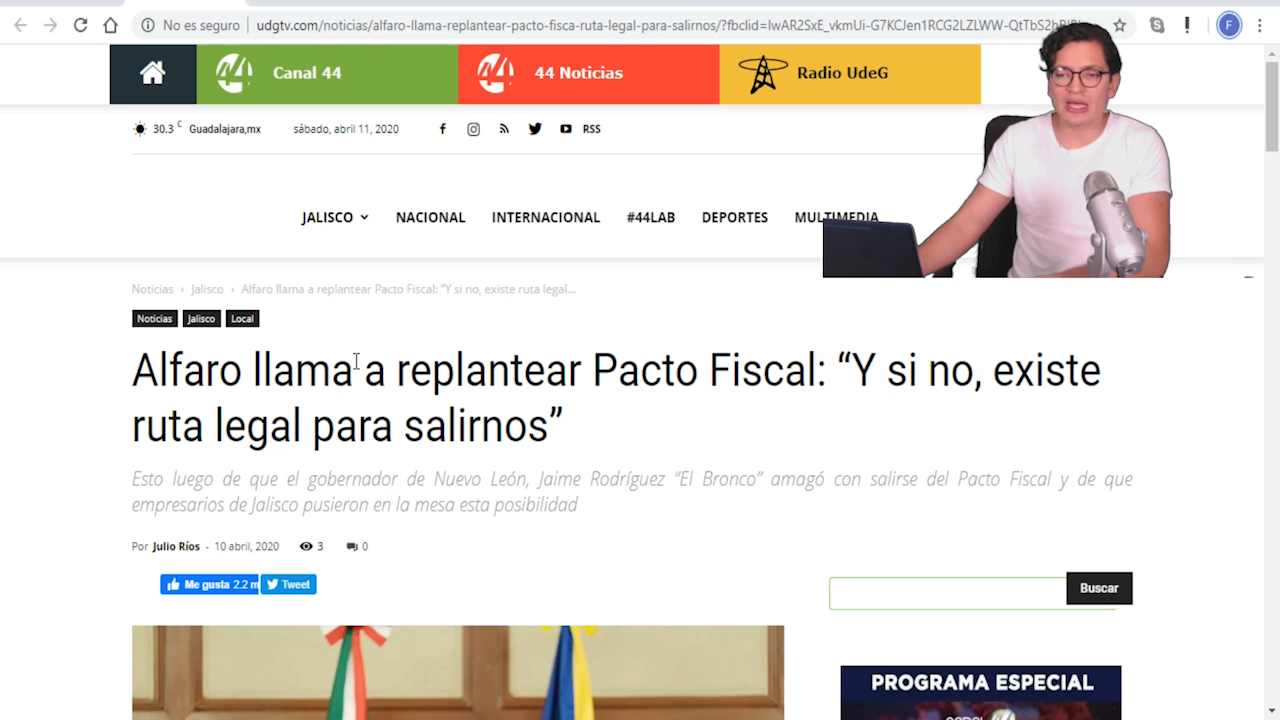 No es seguro
udgtv.com/noticias/alfaro-llama-replantear-pacto-fisca-ruta-legal-para-salirnos/?fbclid=IwAR2SxE_vkmUi-G7KCJen1RCG2LZLWW-QtTbS2
F
44 Canal 44
44 44 Noticias
Radio UdeG
30.3 C Guadalajara,mx
sábado, abril 11, 2020
RSS
JALISCO
NACIONAL
INTERNACIONAL
#44LAB
DEPORTES
MULTIMEDIA
Noticias › Jalisco › Alfaro llama a replantear Pacto Fiscal: “Y si no, existe ruta legal...
Noticias
Jalisco
Local
Alfaro llama a replantear Pacto Fiscal: “Y si no, existe
ruta legal para salirnos”
Esto luego de que el gobernador de Nuevo León, Jaime Rodríguez “El Bronco” amagó con salirse del Pacto Fiscal y de que
empresarios de Jalisco pusieron en la mesa esta posibilidad
Por Julio Ríos - 10 abril, 2020 3 0
Me gusta 2.2 m
Tweet
Buscar
PROGRAMA ESPECIAL